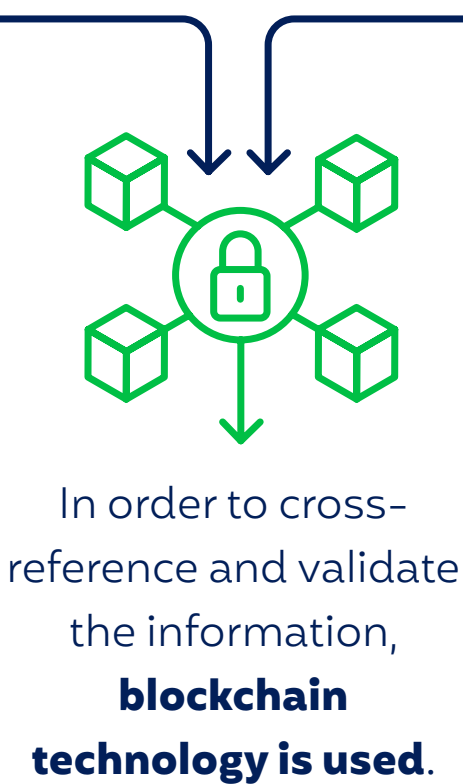 In order to cross-
reference and validate
the information,
blockchain
technology is used.